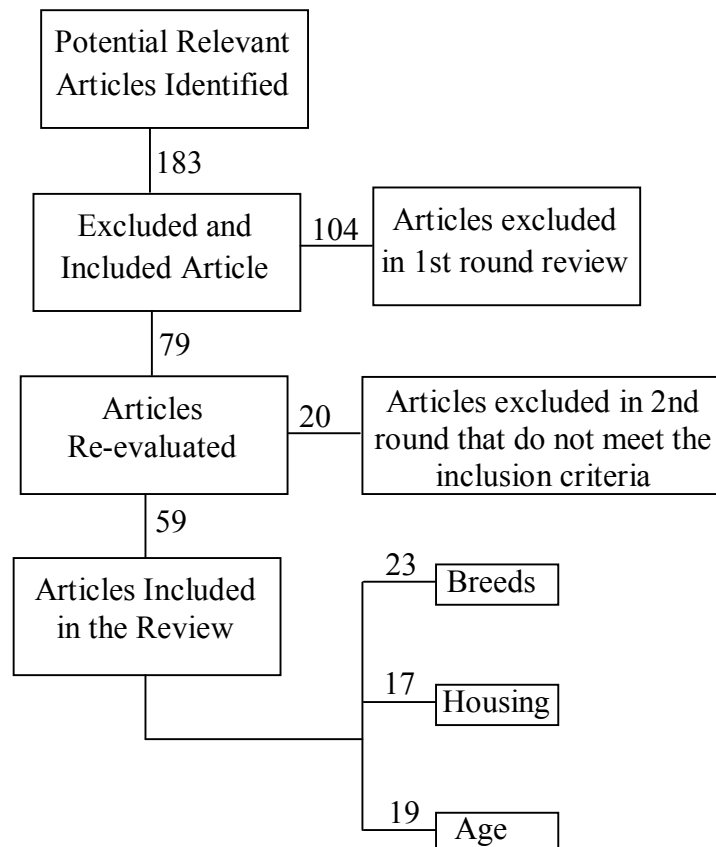 Potential Relevant
Articles Identified
183
Excluded and
Included Article
104
Articles excluded
in 1st round review
79
Articles
Re-evaluated
20
Articles excluded in 2nd
round that do not meet the
inclusion criteria
59
Articles Included
in the Review
23
Breeds
17
Housing
19
Age